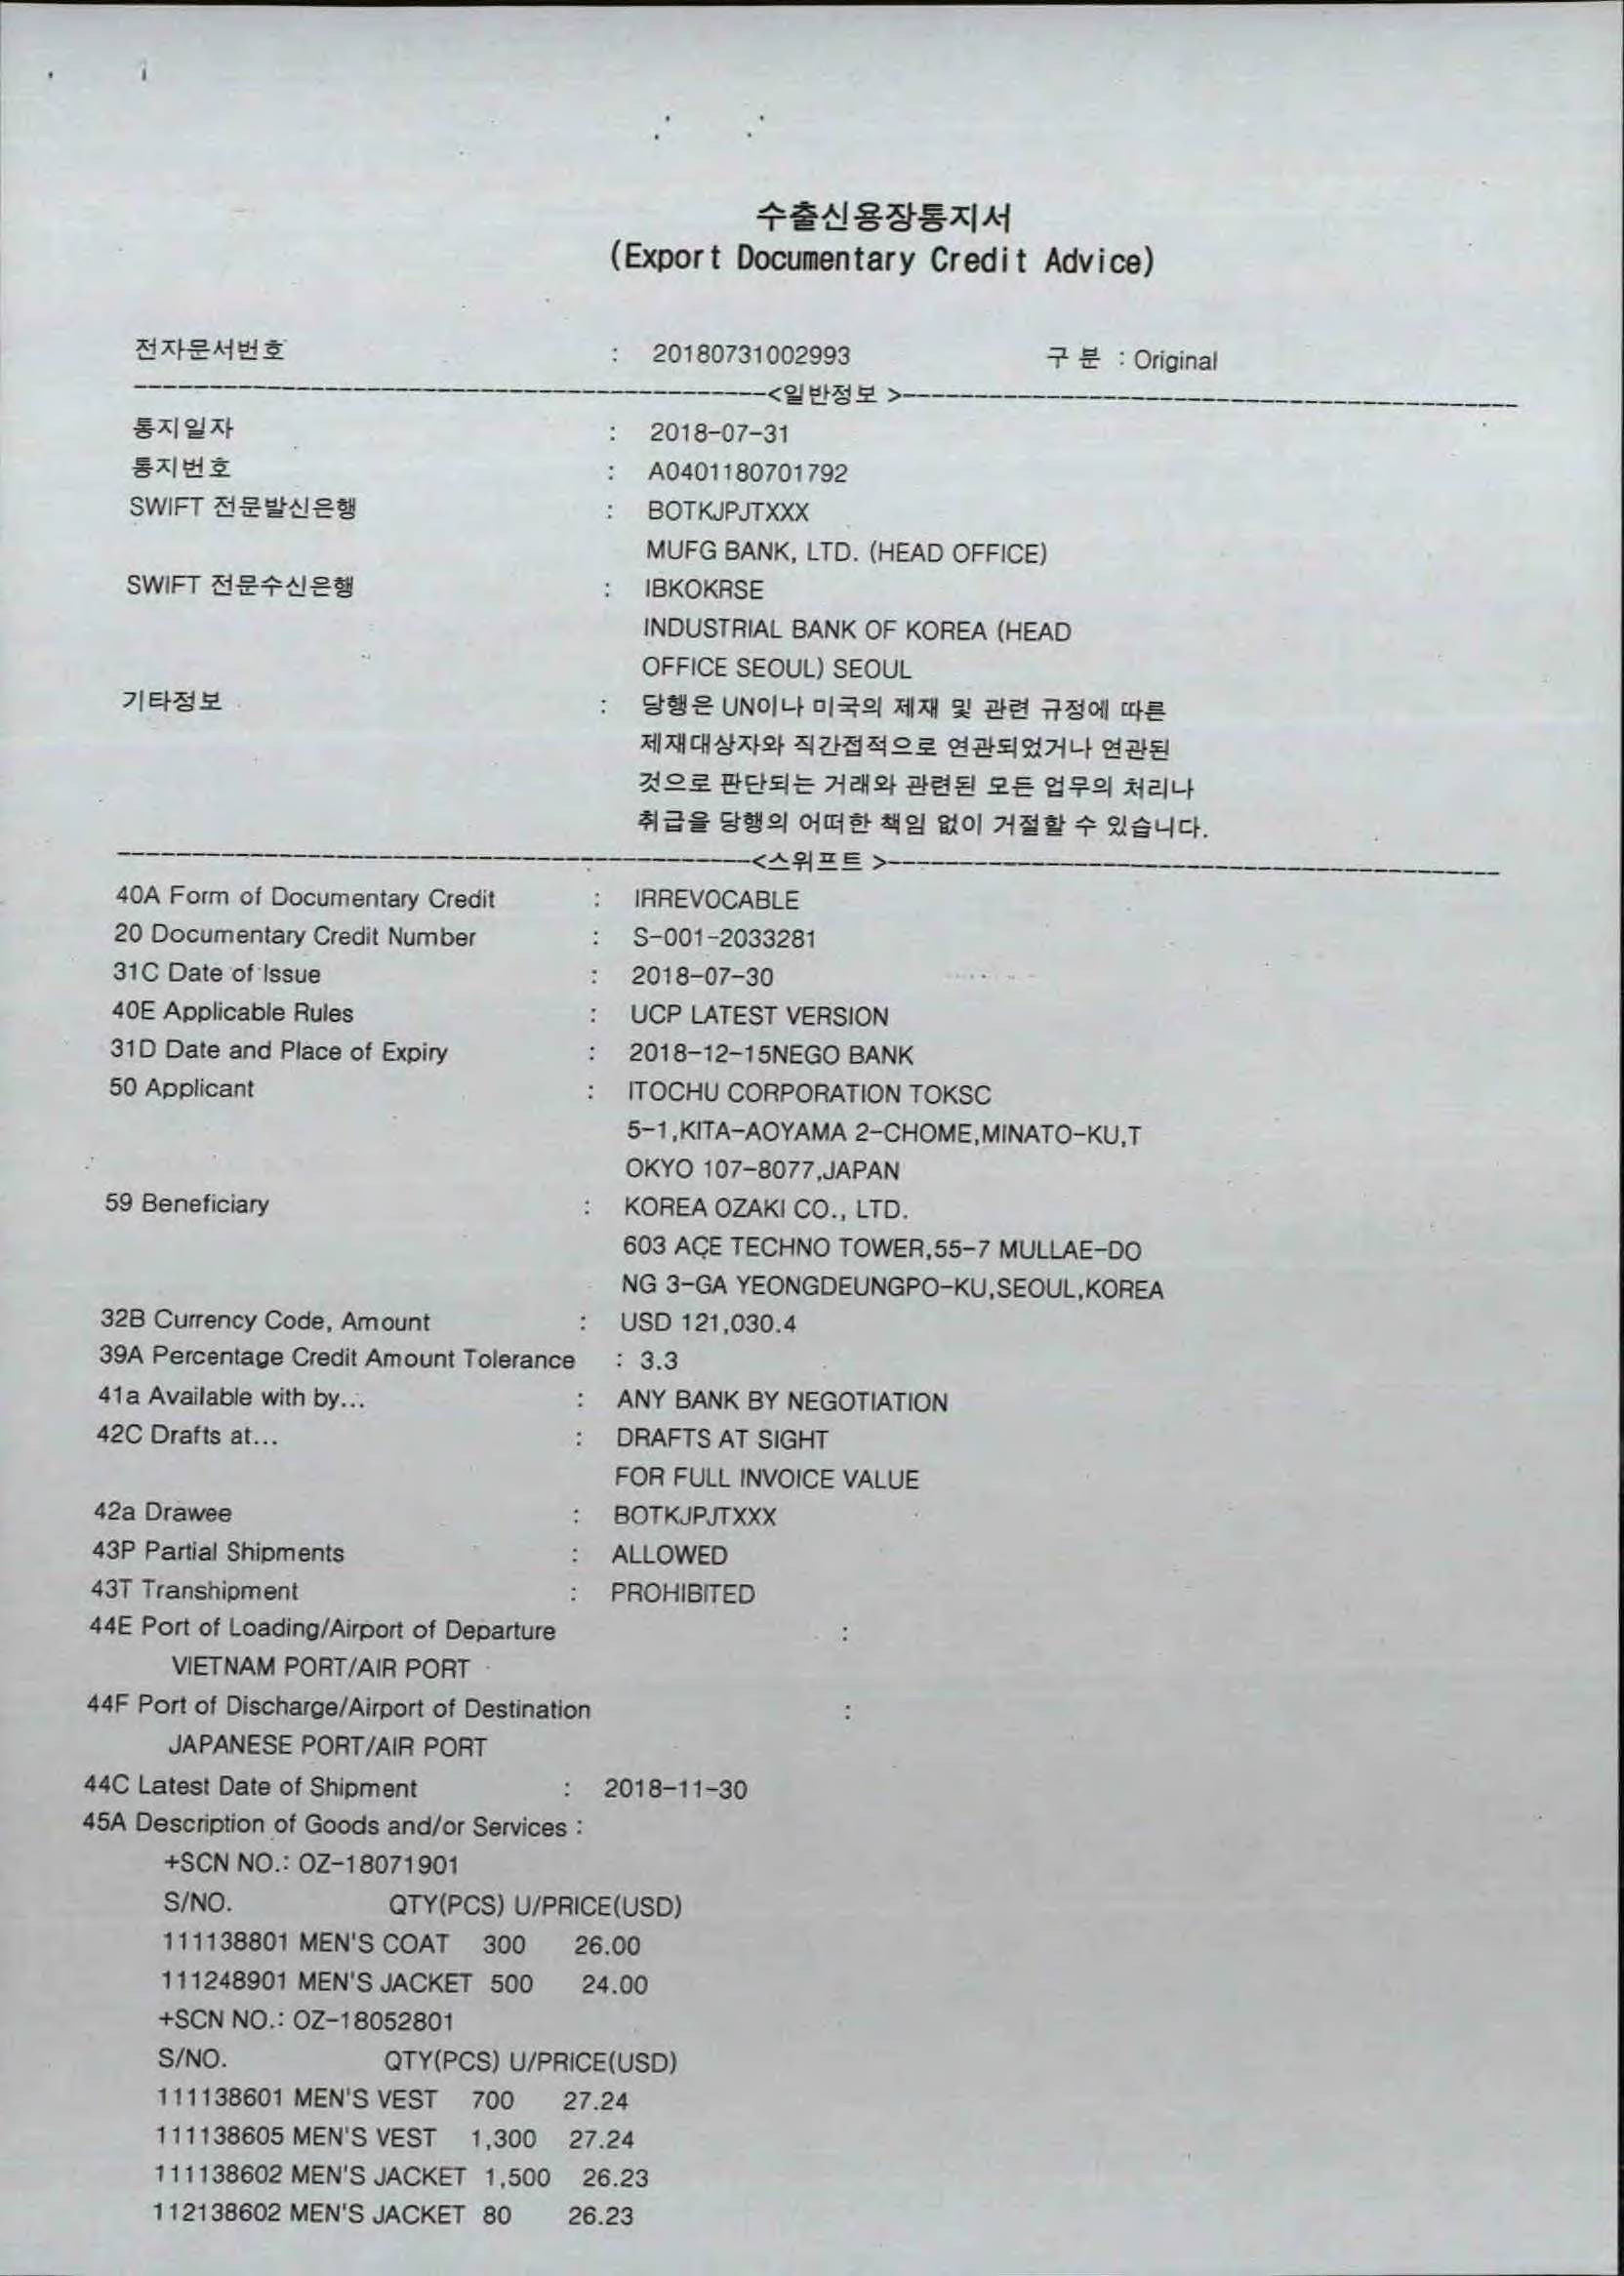 수출신용장통지서
(Export Documentary Credit Advice)
전자문서번호 : 20180731002993 구 분 : Original
<일반정보 >
통지일자 : 2018-07-31
통지번호 : A0401180701792
SWIFT 전문발신은행 : BOTKJPJTXXX
MUFG BANK, LTD. (HEAD OFFICE)
SWIFT 전문수신은행 : IBKOKRSE
INDUSTRIAL BANK OF KOREA (HEAD
OFFICE SEOUL) SEOUL
기타정보 : 당행은 UN이나 미국의 제재 및 관련 규정에 따른
제재대상자와 직간접적으로 연관되었거나 연관된
것으로 판단되는 거래와 관련된 모든 업무의 처리나
취급을 당행의 어떠한 책임 없이 거절할 수 있습니다.
<스위프트 >
40A Form of Documentary Credit : IRREVOCABLE
20 Documentary Credit Number : S-001-2033281
31C Date of Issue : 2018-07-30
40E Applicable Rules : UCP LATEST VERSION
31D Date and Place of Expiry : 2018-12-15NEGO BANK
50 Applicant : ITOCHU CORPORATION TOKSC
5-1,KITA-AOYAMA 2-CHOME,MINATO-KU,T
OKYO 107-8077,JAPAN
59 Beneficiary : KOREA OZAKI CO., LTD.
603 ACE TECHNO TOWER,55-7 MULLAE-DO
NG 3-GA YEONGDEUNGPO-KU,SEOUL,KOREA
32B Currency Code, Amount : USD 121,030.4
39A Percentage Credit Amount Tolerance : 3.3
41a Available with by... : ANY BANK BY NEGOTIATION
42C Drafts at... : DRAFTS AT SIGHT
FOR FULL INVOICE VALUE
42a Drawee : BOTKJPJTXXX
43P Partial Shipments : ALLOWED
43T Transhipment : PROHIBITED
44E Port of Loading/Airport of Departure :
VIETNAM PORT/AIR PORT
44F Port of Discharge/Airport of Destination :
JAPANESE PORT/AIR PORT
44C Latest Date of Shipment : 2018-11-30
45A Description of Goods and/or Services :
+SCN NO.: OZ-18071901
S/NO. QTY(PCS) U/PRICE(USD)
111138801 MEN'S COAT 300 26.00
111248901 MEN'S JACKET 500 24.00
+SCN NO.: OZ-18052801
S/NO. QTY(PCS) U/PRICE(USD)
111138601 MEN'S VEST 700 27.24
111138605 MEN'S VEST 1,300 27.24
111138602 MEN'S JACKET 1,500 26.23
112138602 MEN'S JACKET 80 26.23